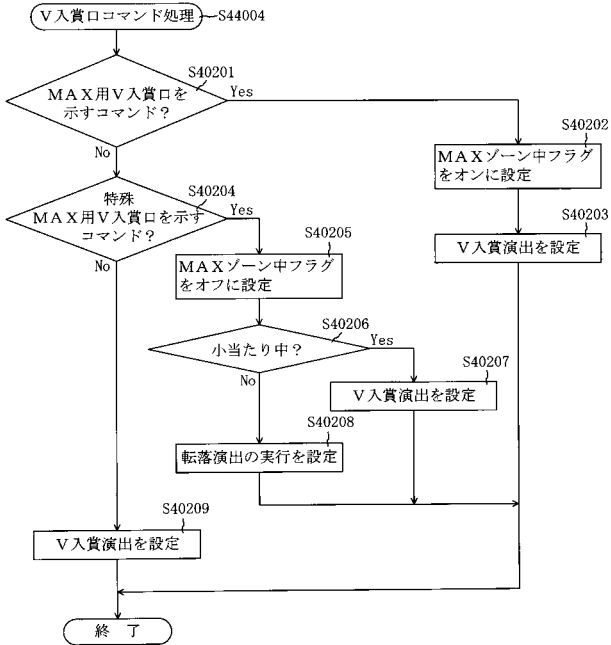 V入賞口コマンド処理
S44004
S40201
MAX用V入賞口を
示すコマンド?
Yes
No
S40202
MAXゾーン中フラグ
をオンに設定
S40203
V入賞演出を設定
S40204
特殊
MAX用V入賞口を示す
コマンド?
Yes
No
S40205
MAXゾーン中フラグ
をオフに設定
S40206
小当たり中?
Yes
No
S40207
V入賞演出を設定
S40208
転落演出の実行を設定
S40209
V入賞演出を設定
終 了